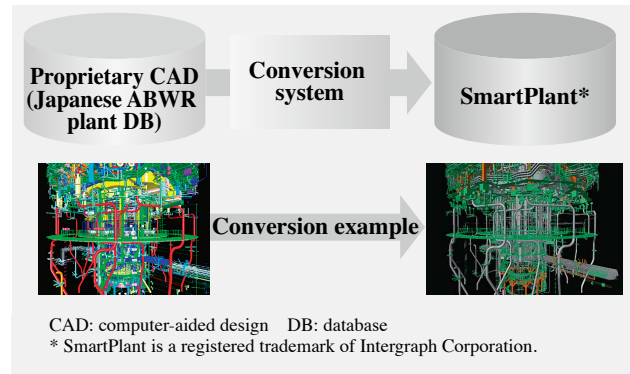 Proprietary CAD
(Japanese ABWR
plant DB)
Conversion
system
SmartPlant*
Conversion example
CAD: computer-aided design DB: database
* SmartPlant is a registered trademark of Intergraph Corporation.